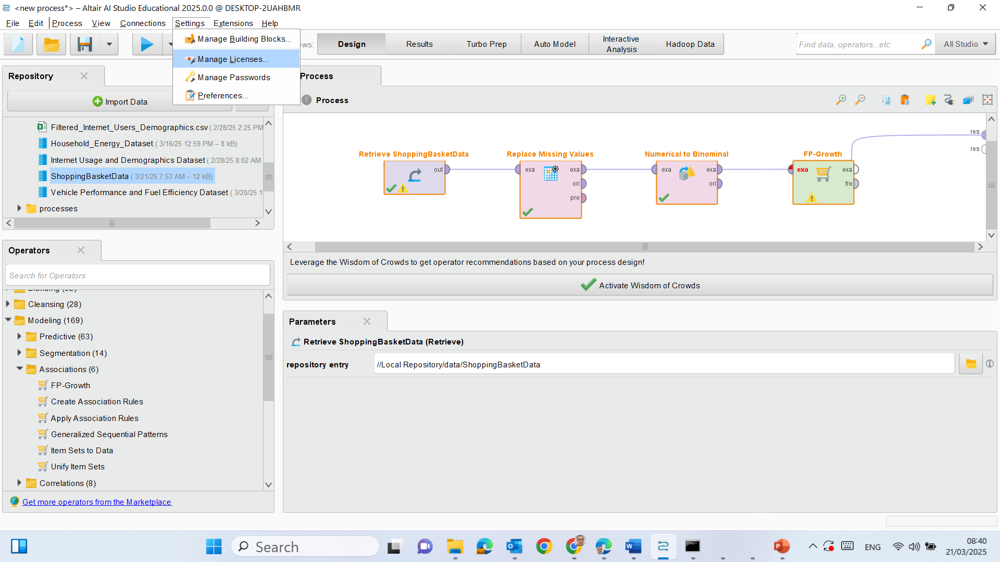 <new process*> – Altair AI Studio Educational 2025.0.0 @ DESKTOP-2UAHBMR
File Edit Process View Connections Settings Extensions Help
Manage Building Blocks...
Manage Licenses...
Manage Passwords
Preferences...
ews:
Design
Results
Turbo Prep
Auto Model
Interactive
Analysis
Hadoop Data
Find data, operators...etc
All Studio
Repository
Import Data
Filtered_Internet_Users_Demographics.csv ( 2/28/25 2:25 PM
Household_Energy_Dataset ( 3/16/25 12:59 PM – 8 kB)
Internet Usage and Demographics Dataset ( 2/28/25 8:02 AM
ShoppingBasketData ( 3/21/25 7:53 AM – 12 kB)
Vehicle Performance and Fuel Efficiency Dataset ( 3/20/25 1
processes
Process
Process
res
res
Retrieve ShoppingBasketData
out
Replace Missing Values
exa exa
ori
pre
Numerical to Binominal
exa exa
ori
FP-Growth
exa exa
fre
Leverage the Wisdom of Crowds to get operator recommendations based on your process design!
Activate Wisdom of Crowds
Operators
Search for Operators
Cleansing (28)
Modeling (169)
Predictive (63)
Segmentation (14)
Associations (6)
FP-Growth
Create Association Rules
Apply Association Rules
Generalized Sequential Patterns
Item Sets to Data
Unify Item Sets
Correlations (8)
Get more operators from the Marketplace
Parameters
Retrieve ShoppingBasketData (Retrieve)
repository entry
//Local Repository/data/ShoppingBasketData
Search
ENG
08:40
21/03/2025